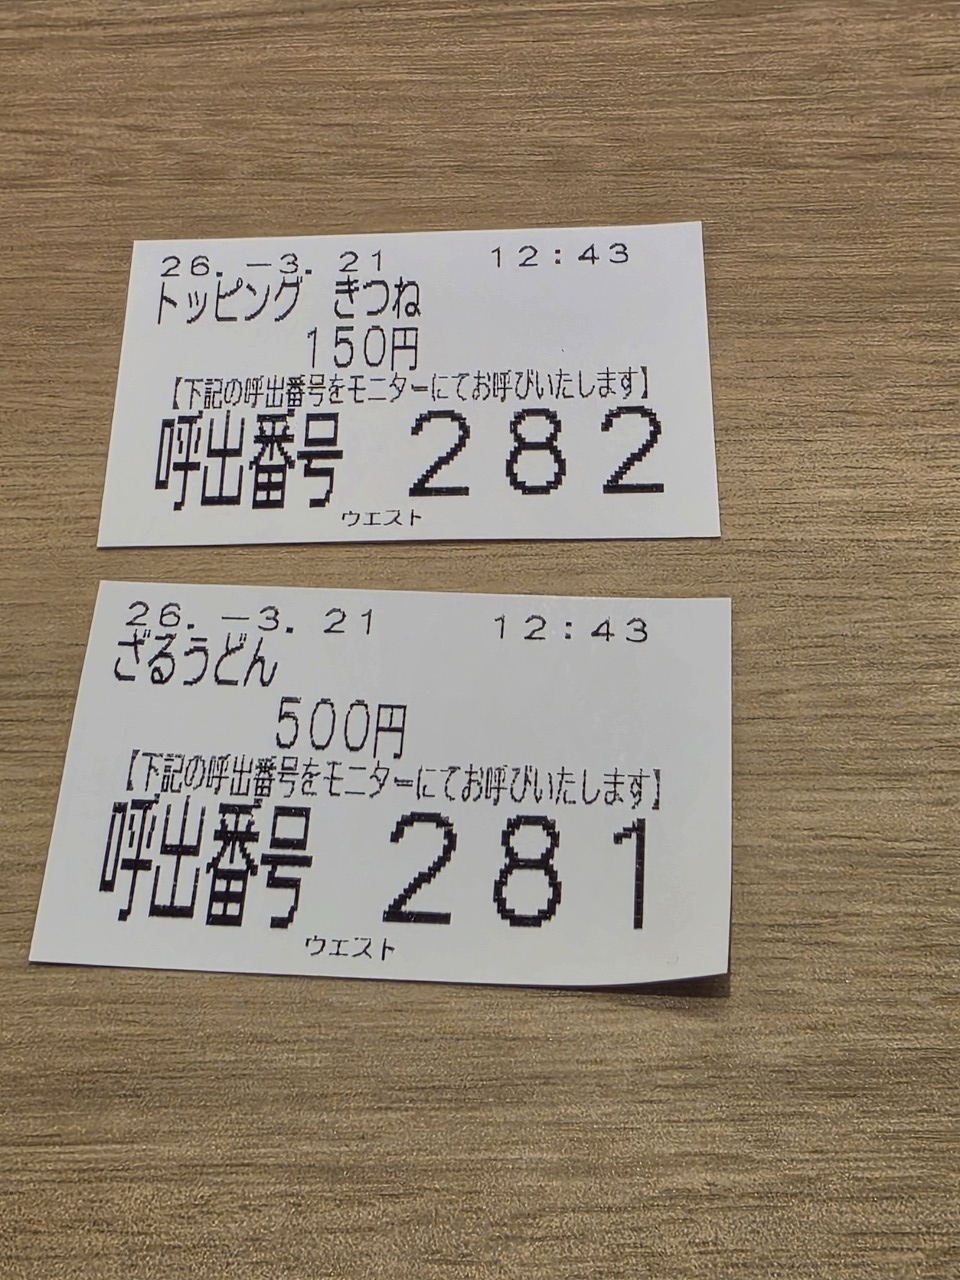 26.-3.21 12:43
トッピング きつね
150円
【下記の呼出番号をモニターにてお呼びいたします】
呼出番号 282
ウエスト
26.-3.21 12:43
ざるうどん
500円
【下記の呼出番号をモニターにてお呼びいたします】
呼出番号 281
ウエスト